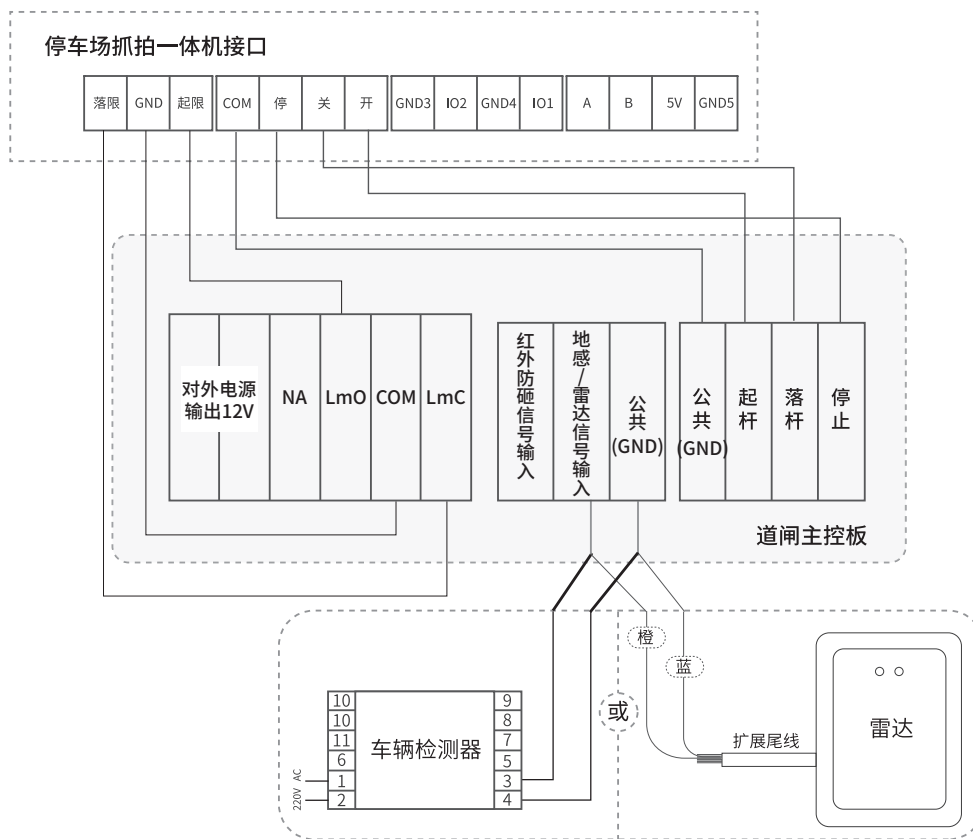 停车场抓拍一体机接口
落限 GND 起限 COM 停 关 开 GND3 IO2 GND4 IO1 A B 5V GND5
对外电源
输出12V
NA LmO COM LmC
红外防砸信号输入
地感/雷达信号输入
公共
(GND)
公共
(GND)
起杆
落杆
停止
道闸主控板
橙
蓝
或
10
10
11
6
1
2
车辆检测器
9
8
7
5
3
4
220V AC
扩展尾线
雷达